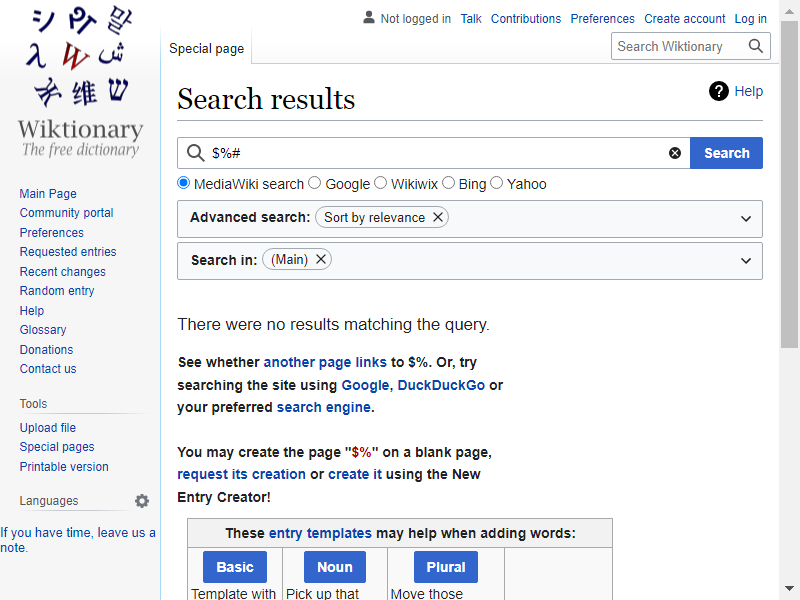 シ ወ 말
λ W ش
ץ 維 ש
Wiktionary
The free dictionary
Main Page
Community portal
Preferences
Requested entries
Recent changes
Random entry
Help
Glossary
Donations
Contact us
Tools
Upload file
Special pages
Printable version
Languages
If you have time, leave us a
note.
Not logged in Talk Contributions Preferences Create account Log in
Special page
Search Wiktionary
Search results
Help
$%#
Search
MediaWiki search Google Wikiwix Bing Yahoo
Advanced search: Sort by relevance
Search in: (Main)
There were no results matching the query.
See whether another page links to $%. Or, try
searching the site using Google, DuckDuckGo or
your preferred search engine.
You may create the page "$%" on a blank page,
request its creation or create it using the New
Entry Creator!
These entry templates may help when adding words:
Basic Noun Plural
Template with Pick up that Move those